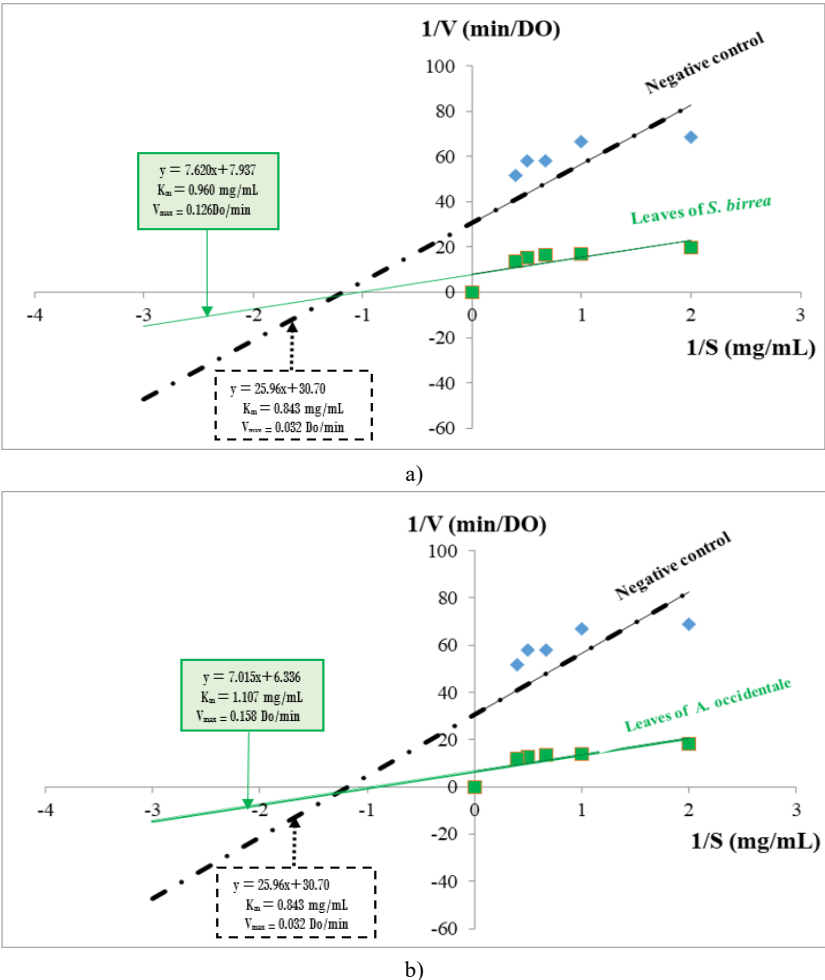 1/V (min/DO)
100
80
60
40
20
0
-20
-40
-60
-4
-3
-2
-1
0
1
2
3
1/S (mg/mL)
Negative control
Leaves of S. birrea
y = 7.620x+7.937
Km = 0.960 mg/mL
Vmax = 0.126Do/min
y = 25.96x+30.70
Km = 0.843 mg/mL
Vmax = 0.032 Do/min
a)
1/V (min/DO)
100
80
60
40
20
0
-20
-40
-60
-4
-3
-2
-1
0
1
2
3
1/S (mg/mL)
Negative control
Leaves of A. occidentale
y = 7.015x+6.336
Km = 1.107 mg/mL
Vmax = 0.158 Do/min
y = 25.96x+30.70
Km = 0.843 mg/mL
Vmax = 0.032 Do/min
b)